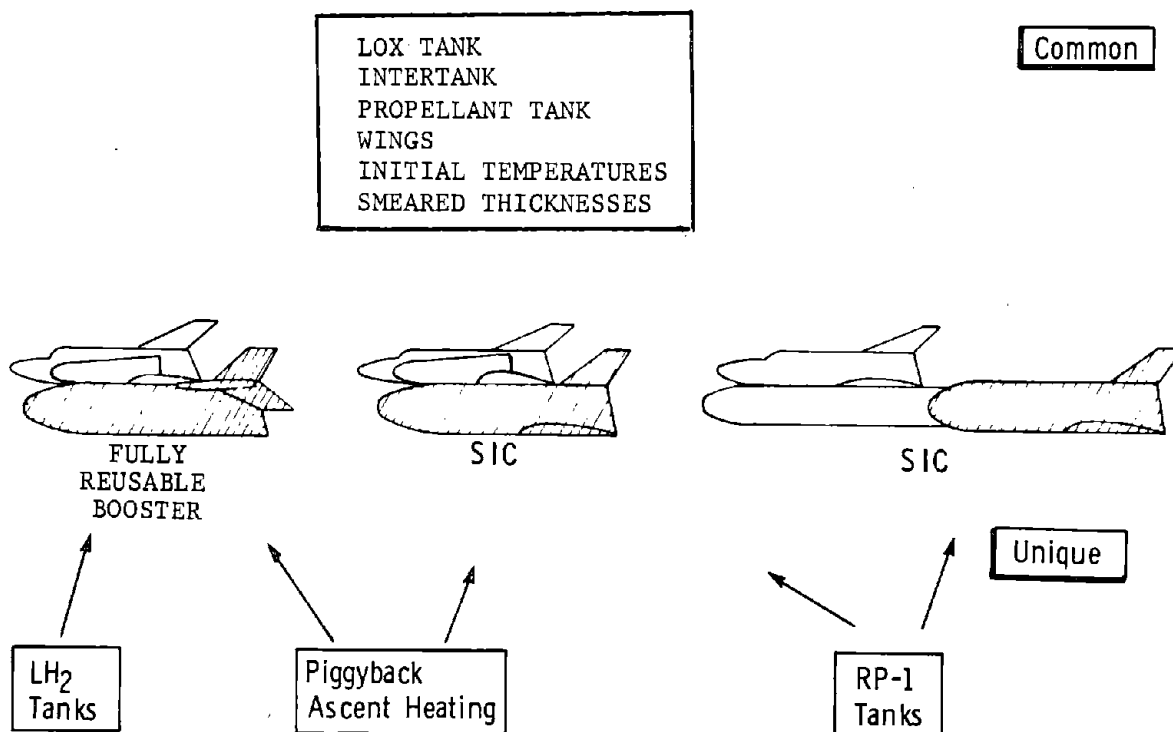 LOX TANK
INTERTANK
PROPELLANT TANK
WINGS
INITIAL TEMPERATURES
SMEARED THICKNESSES
Common
FULLY
REUSABLE
BOOSTER
SIC
SIC
Unique
LH2
Tanks
Piggyback
Ascent Heating
RP-1
Tanks